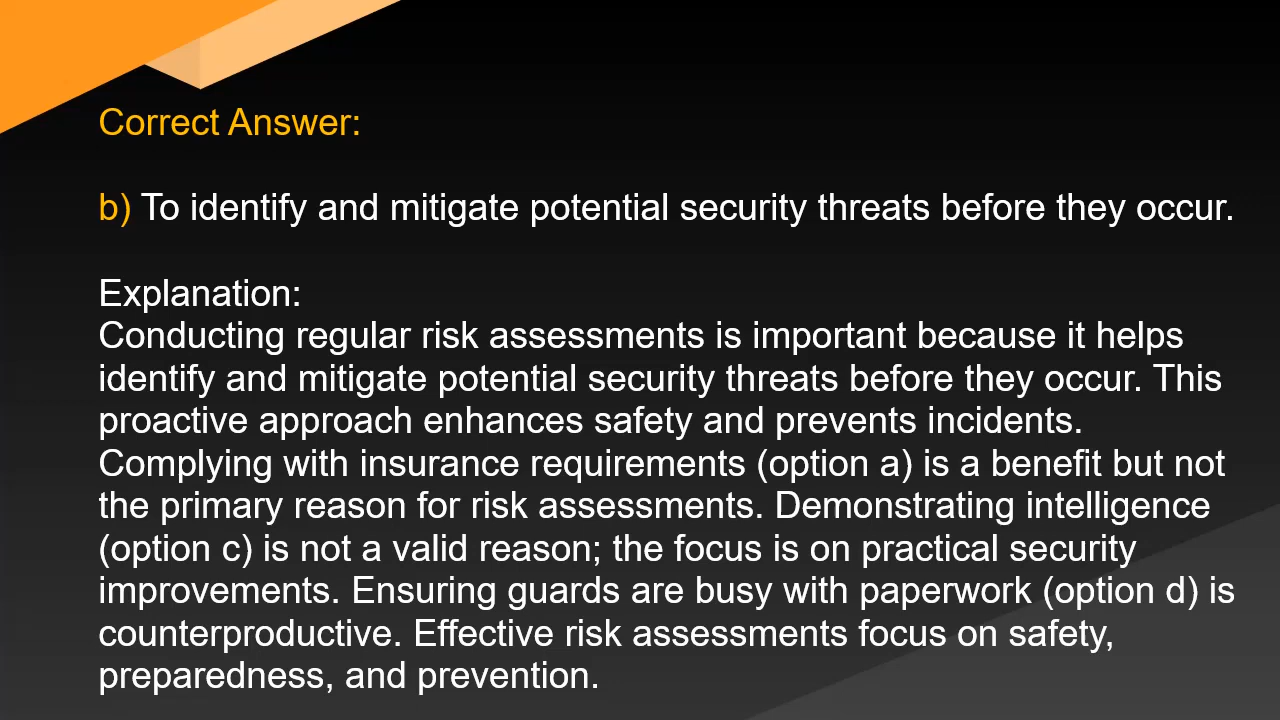 Correct Answer:
b) To identify and mitigate potential security threats before they occur.
Explanation:
Conducting regular risk assessments is important because it helps
identify and mitigate potential security threats before they occur. This
proactive approach enhances safety and prevents incidents.
Complying with insurance requirements (option a) is a benefit but not
the primary reason for risk assessments. Demonstrating intelligence
(option c) is not a valid reason; the focus is on practical security
improvements. Ensuring guards are busy with paperwork (option d) is
counterproductive. Effective risk assessments focus on safety,
preparedness, and prevention.